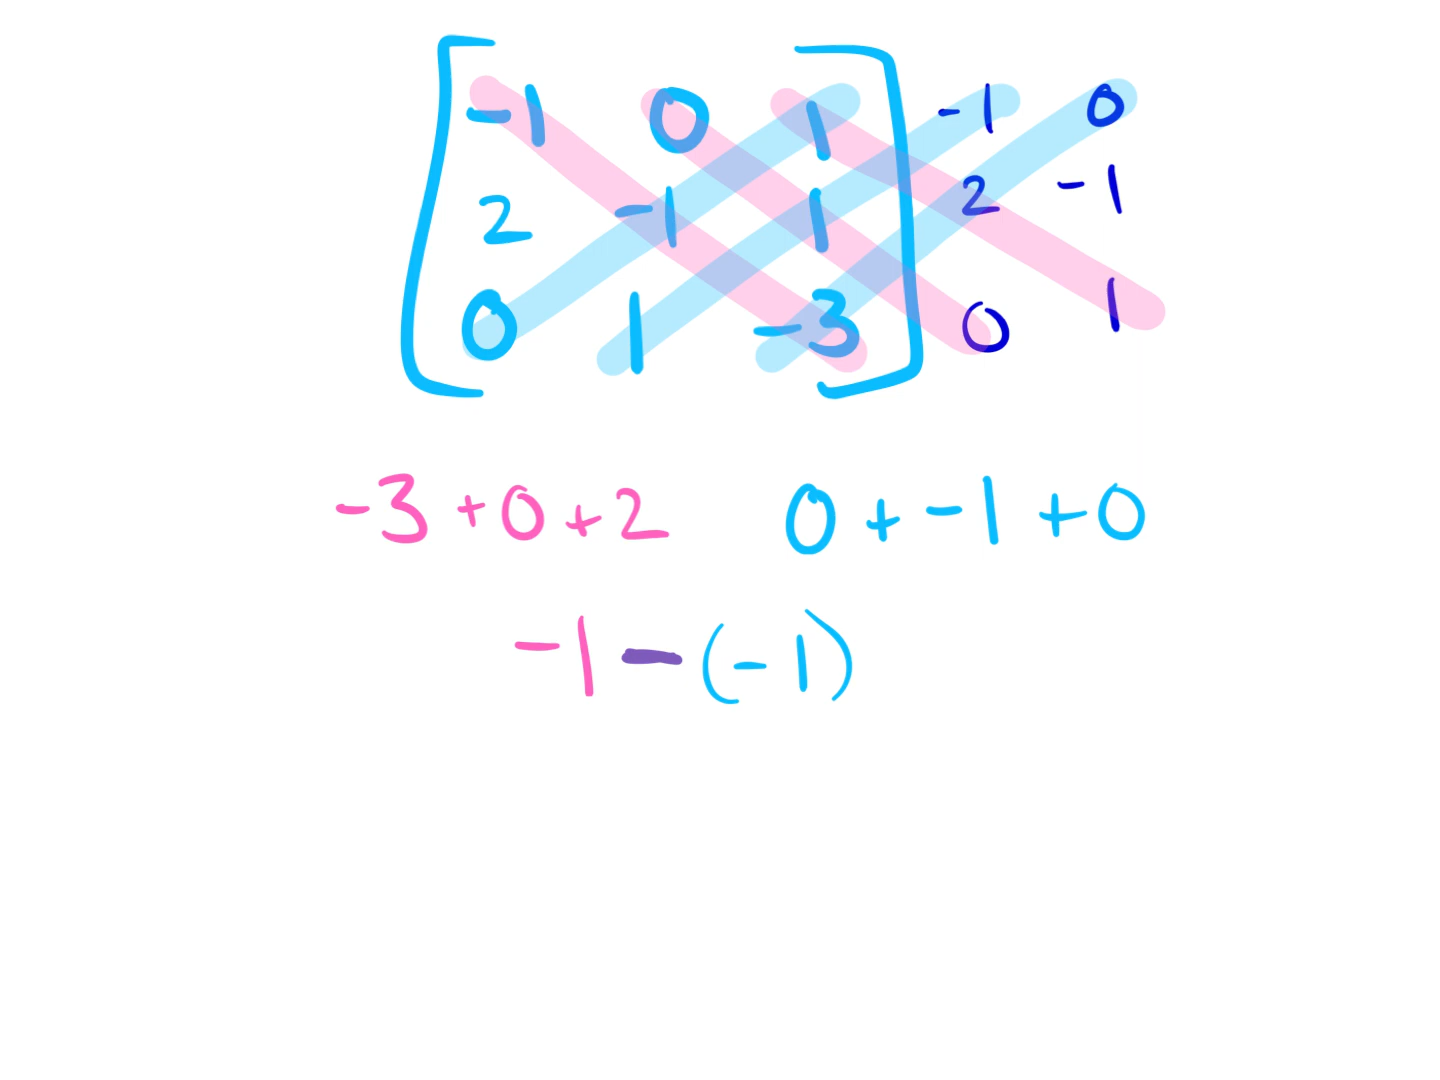 -1 0 1 -1 0
2 -1 1 2 -1
0 1 -3 0 1
-3 + 0 + 2 0 + -1 + 0
-1 - (-1)